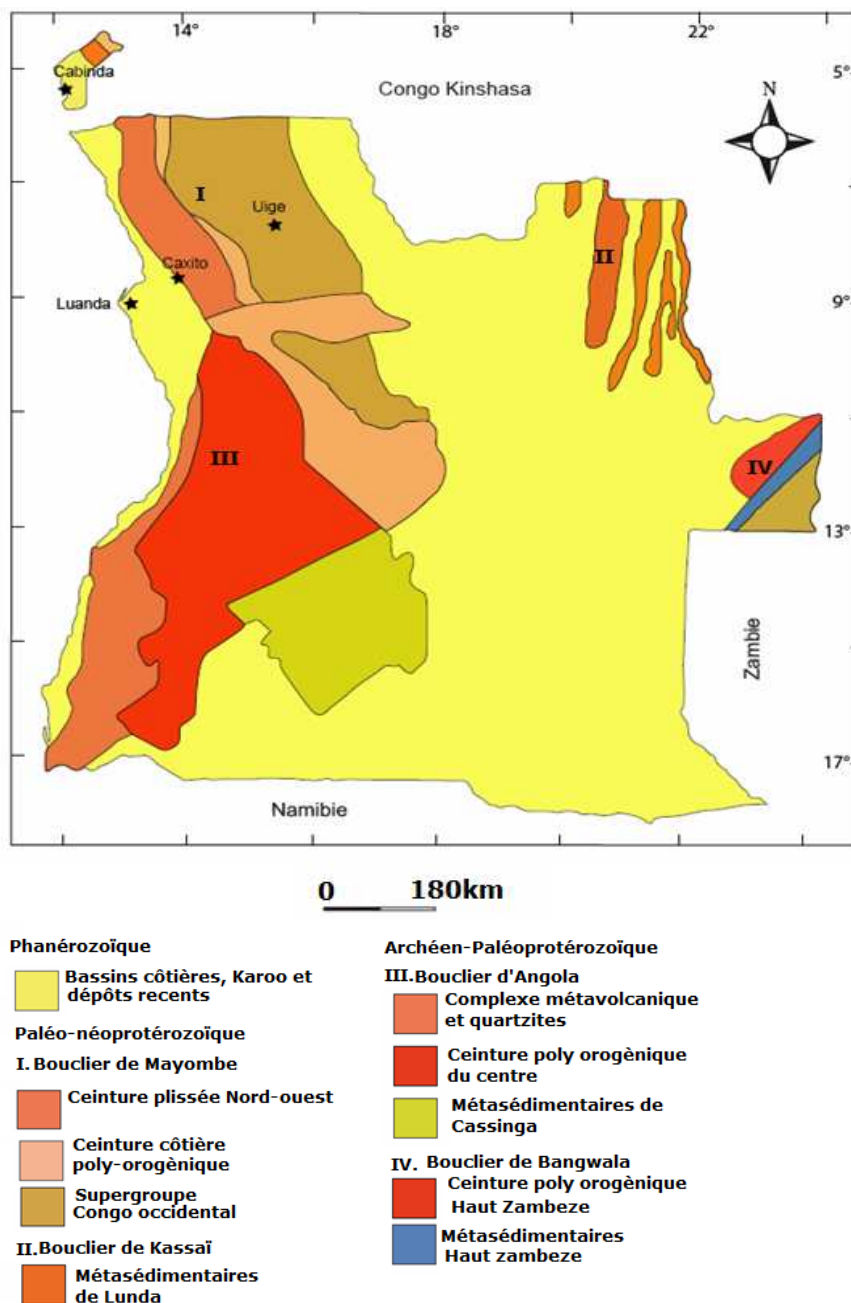 14°
18°
22°
Cabinda
5°
Congo Kinshasa
N
I
Uige
II
Caxito
Luanda
9°
III
IV
13°
Zambie
17°
Namibie
0 180km
Phanérozoïque
Bassins côtières, Karoo et
dépôts recents
Paléo-néoprotérozoïque
I. Bouclier de Mayombe
Ceinture plissée Nord-ouest
Ceinture côtière
poly-orogènique
Supergroupe
Congo occidental
II. Bouclier de Kassaï
Métasédimentaires
de Lunda
Archéen-Paléoprotérozoïque
III. Bouclier d'Angola
Complexe métavolcanique
et quartzites
Ceinture poly orogènique
du centre
Métasédimentaires de
Cassinga
IV. Bouclier de Bangwala
Ceinture poly orogènique
Haut Zambeze
Métasédimentaires
Haut zambeze